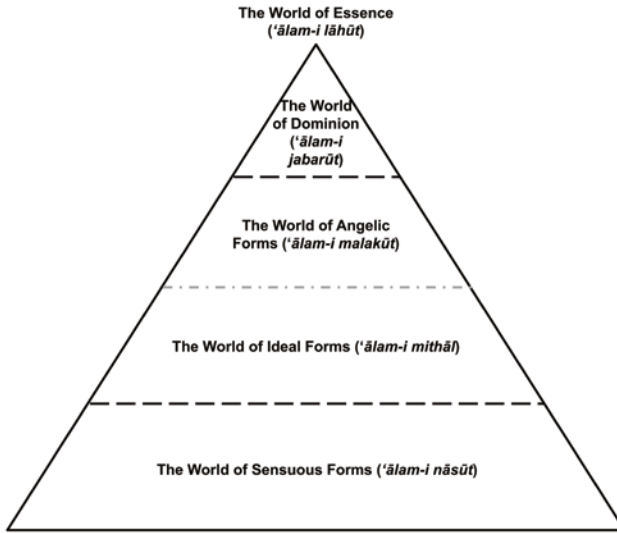 The World of Essence
(‘ālam-i lāhūt)
The World
of Dominion
(‘ālam-i
jabarūt)
The World of Angelic
Forms (‘ālam-i malakūt)
The World of Ideal Forms (‘ālam-i mithāl)
The World of Sensuous Forms (‘ālam-i nāsūt)